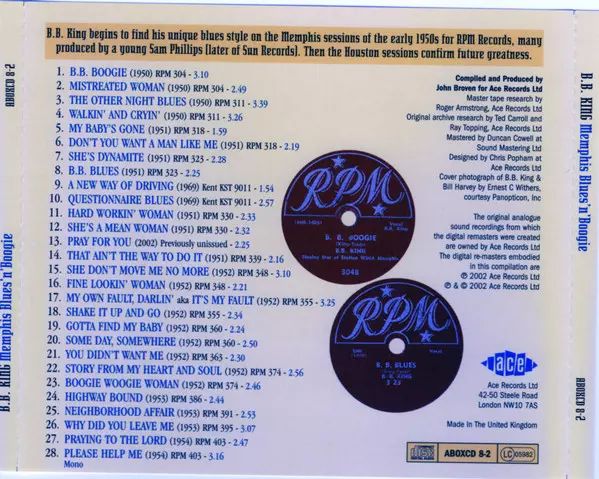 B.B. King begins to find his unique blues style on the Memphis sessions of the early 1950s for RPM Records, many
produced by a young Sam Phillips (later of Sun Records). Then the Houston sessions confirm future greatness.
1. B.B. BOOGIE (1950) RPM 304 - 3.10
2. MISTREATED WOMAN (1950) RPM 304 - 2.49
3. THE OTHER NIGHT BLUES (1950) RPM 311 - 3.39
4. WALKIN' AND CRYIN' (1950) RPM 311 - 3.26
5. MY BABY'S GONE (1951) RPM 318 - 1.59
6. DON'T YOU WANT A MAN LIKE ME (1951) RPM 318 - 2.19
7. SHE'S DYNAMITE (1951) RPM 323 - 2.28
8. B.B. BLUES (1951) RPM 323 - 2.25
9. A NEW WAY OF DRIVING (1969) Kent KST 9011 - 1.54
10. QUESTIONNAIRE BLUES (1969) Kent KST 9011 - 2.57
11. HARD WORKIN' WOMAN (1951) RPM 330 - 2.33
12. SHE'S A MEAN WOMAN (1951) RPM 330 - 2.32
13. PRAY FOR YOU (2002) Previously unissued - 2.25
14. THAT AIN'T THE WAY TO DO IT (1951) RPM 339 - 2.16
15. SHE DON'T MOVE ME NO MORE (1952) RPM 348 - 3.10
16. FINE LOOKIN' WOMAN (1952) RPM 348 - 2.21
17. MY OWN FAULT, DARLIN' aka IT'S MY FAULT (1952) RPM 355 - 3.25
18. SHAKE IT UP AND GO (1952) RPM 355 - 2.34
19. GOTTA FIND MY BABY (1952) RPM 360 - 2.24
20. SOME DAY, SOMEWHERE (1952) RPM 360 - 2.50
21. YOU DIDN'T WANT ME (1952) RPM 363 - 2.30
22. STORY FROM MY HEART AND SOUL (1952) RPM 374 - 2.56
23. BOOGIE WOOGIE WOMAN (1952) RPM 374 - 2.46
24. HIGHWAY BOUND (1953) RPM 386 - 2.44
25. NEIGHBORHOOD AFFAIR (1953) RPM 391 - 2.53
26. WHY DID YOU LEAVE ME (1953) RPM 395 - 3.07
27. PRAYING TO THE LORD (1954) RPM 403 - 2.47
28. PLEASE HELP ME (1954) RPM 403 - 3.16
Mono
Compiled and Produced by
John Broven for Ace Records Ltd
Master tape research by
Roger Armstrong, Ace Records Ltd
Original archive research by Ted Carroll and
Ray Topping, Ace Records Ltd
Mastered by Duncan Cowell at
Sound Mastering Ltd
Designed by Chris Popham at
Ace Records Ltd
Cover photograph of B.B. King &
Bill Harvey by Ernest C Withers,
courtesy Panopticon, Inc
The original analogue
sound recordings from which
the digital remasters were created
are owned by Ace Records Ltd
The digital re-masters embodied
in this compilation are
℗ 2002 Ace Records Ltd
℗ & © 2002 Ace Records Ltd
RPM
Vocal
B.B. KING
B. B. BOOGIE
B. B. KING
304B
RPM
Vocal
B. B. BLUES
B. B. KING
323
ace
Ace Records Ltd
42-50 Steele Road
London NW10 7AS
Made In The United Kingdom
ABOXCD 8-2
LC 05982
ABOXCD 8-2
B.B. KING Memphis Blues 'n' Boogie
B.B. KING Memphis Blues 'n' Boogie
ABOXCD 8-2